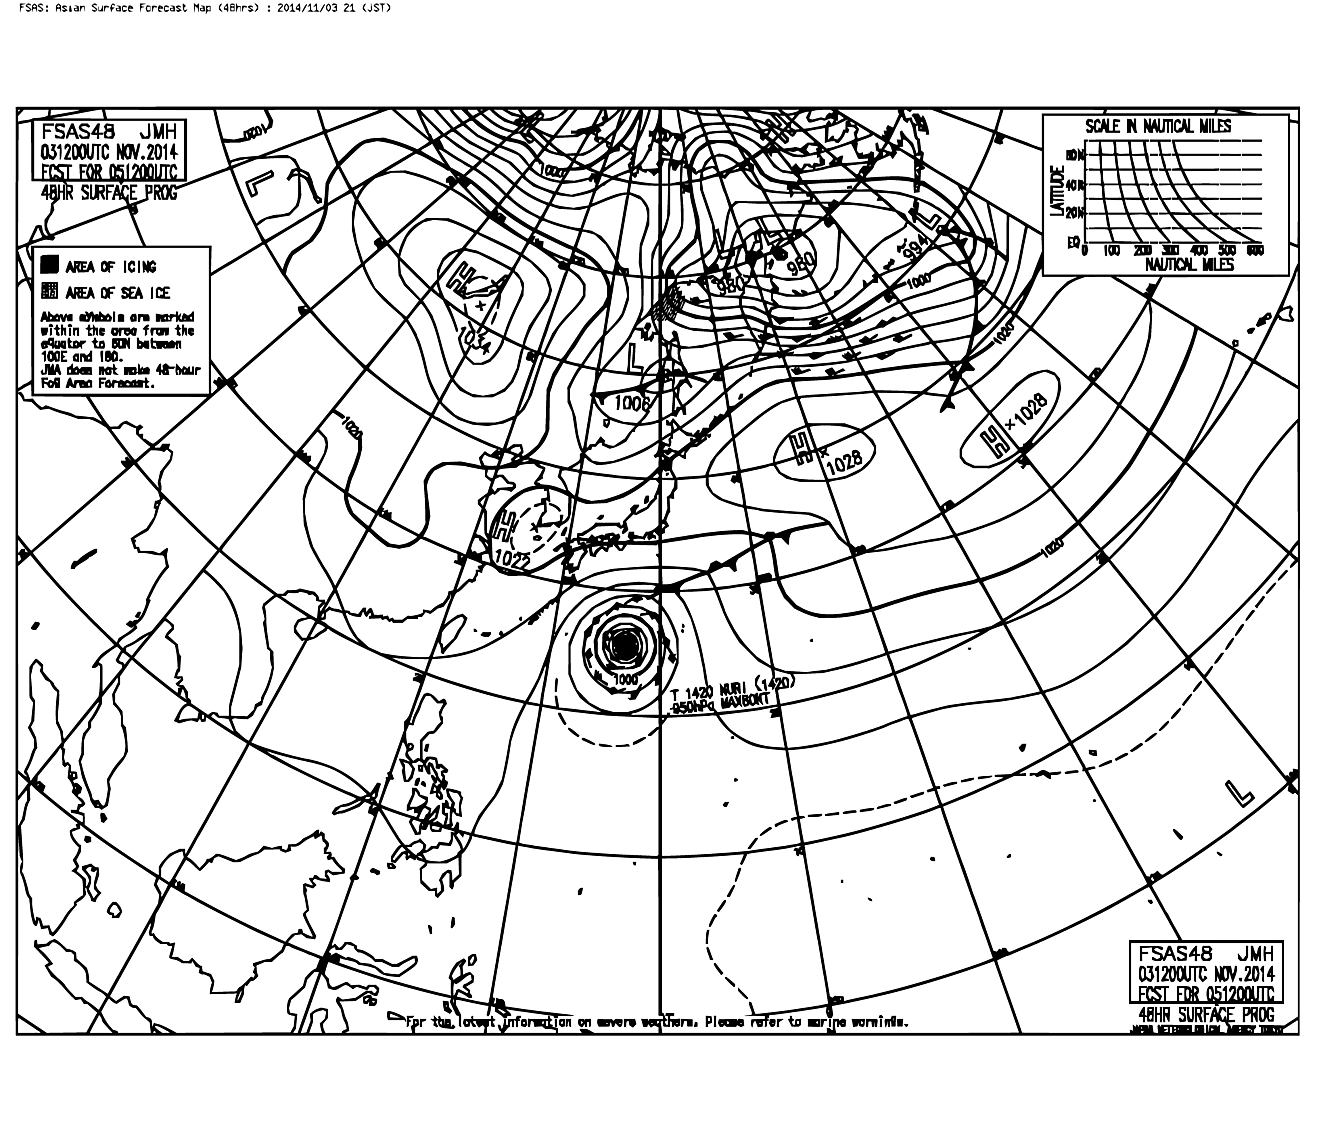 FSAS: Asian Surface Forecast Map (48hrs) : 2014/11/03 21 (JST)
FSAS48 JMH
031200UTC NOV.2014
FCST FOR 051200UTC
48HR SURFACE PROG
AREA OF ICING
AREA OF SEA ICE
Above symbols are marked
within the area from the
equator to 60N between
100E and 180.
JMA does not make 48-hour
Fog Area Forecast.
SCALE IN NAUTICAL MILES
LATITUDE
60N
40N
20N
EQ
0 100 200 300 400 500 600
NAUTICAL MILES
1020
L
1000
H
1034
L
L
980
980
L
994
1000
1020
L
1006
H
1028
H
1028
1020
H
1022
1020
1000
T 1420 NURI (1420)
950hPa MAX80KT
L
For the latest information on severe weathers, Please refer to marine warnings.
FSAS48 JMH
031200UTC NOV.2014
FCST FOR 051200UTC
48HR SURFACE PROG
JAPAN METEOROLOGICAL AGENCY TOKYO